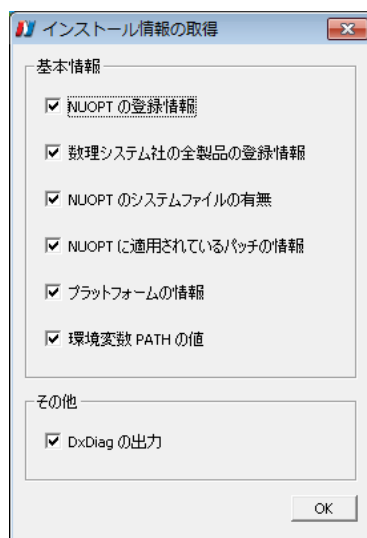 インストール情報の取得
基本情報
NUOPT の登録情報
数理システム社の全製品の登録情報
NUOPT のシステムファイルの有無
NUOPT に適用されているパッチの情報
プラットフォームの情報
環境変数 PATH の値
その他
DxDiag の出力
OK